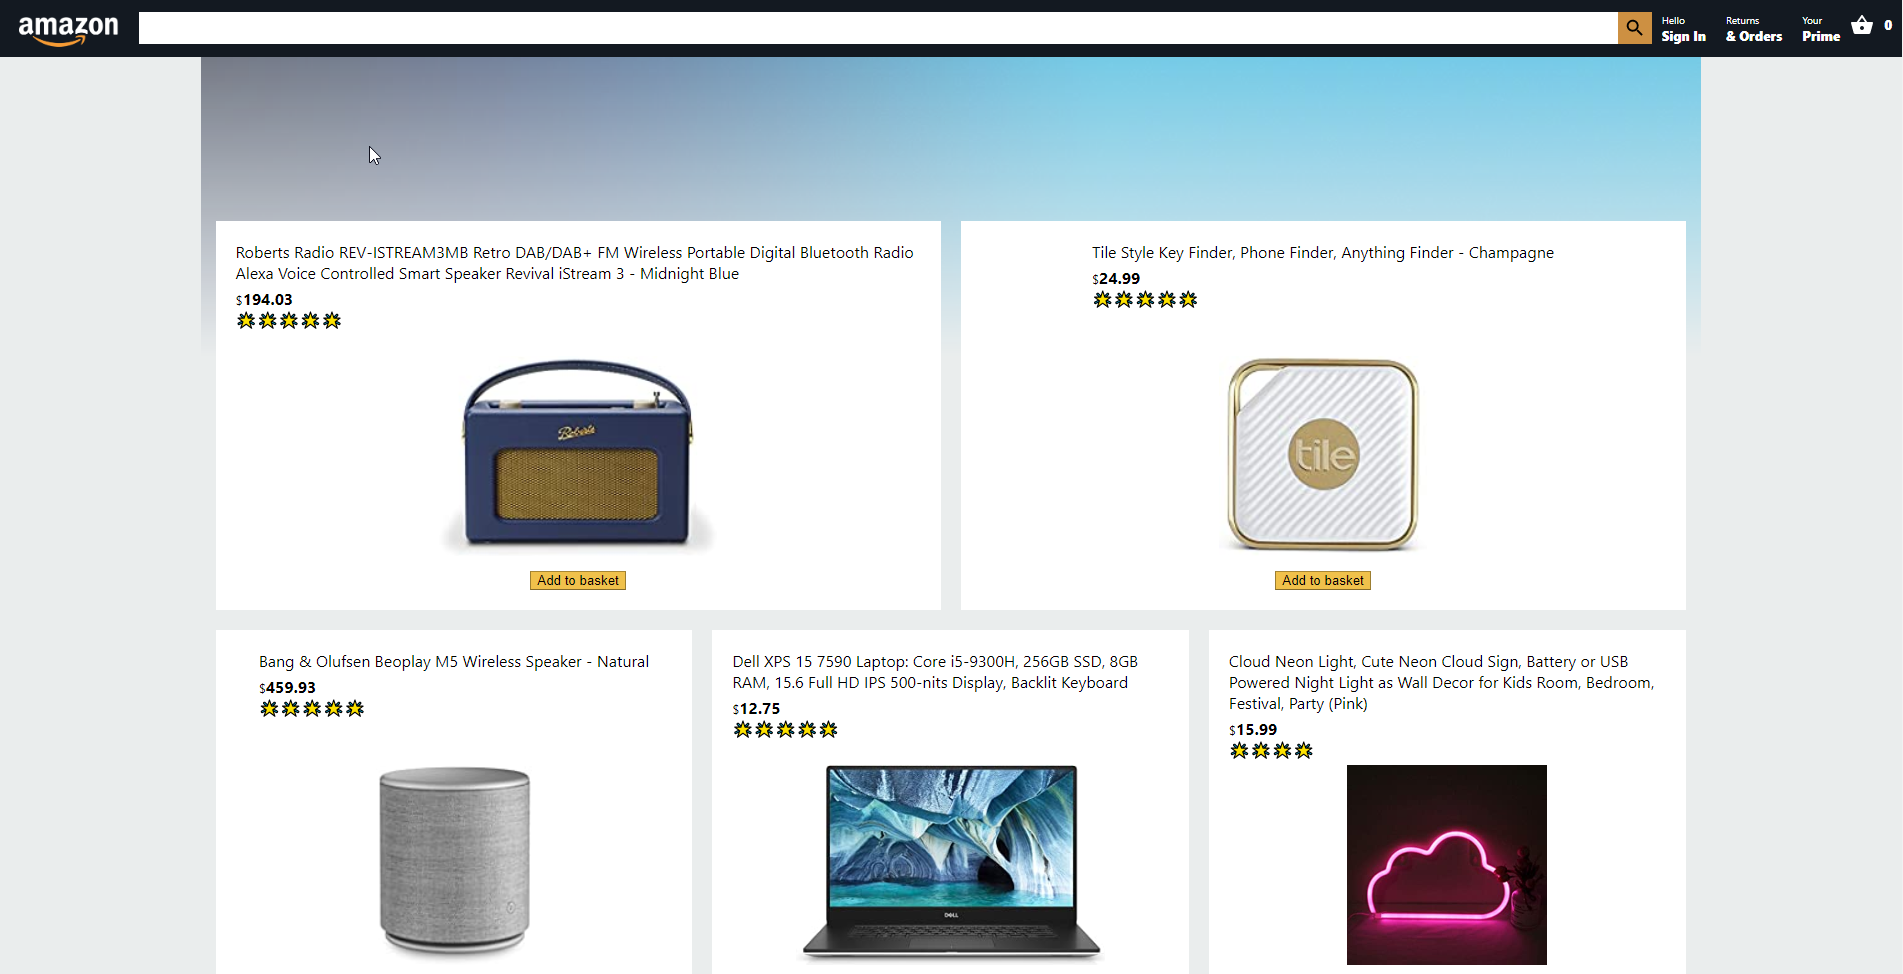 amazon
Hello
Sign In
Returns
& Orders
Your
Prime
0
Roberts Radio REV-ISTREAM3MB Retro DAB/DAB+ FM Wireless Portable Digital Bluetooth Radio
Alexa Voice Controlled Smart Speaker Revival iStream 3 - Midnight Blue
$194.03
Roberts
Add to basket
Tile Style Key Finder, Phone Finder, Anything Finder - Champagne
$24.99
tile
Add to basket
Bang & Olufsen Beoplay M5 Wireless Speaker - Natural
$459.93
Dell XPS 15 7590 Laptop: Core i5-9300H, 256GB SSD, 8GB
RAM, 15.6 Full HD IPS 500-nits Display, Backlit Keyboard
$12.75
DELL
Cloud Neon Light, Cute Neon Cloud Sign, Battery or USB
Powered Night Light as Wall Decor for Kids Room, Bedroom,
Festival, Party (Pink)
$15.99